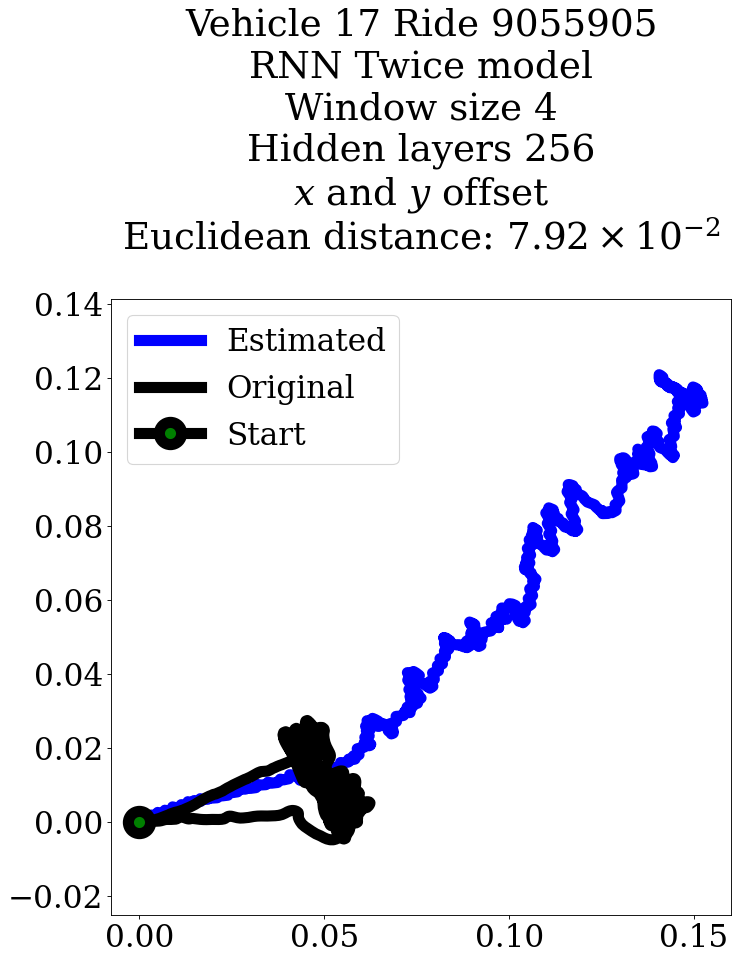 Vehicle 17 Ride 9055905
RNN Twice model
Window size 4
Hidden layers 256
x and y offset
Euclidean distance: 7.92 × 10⁻²
0.14
0.12
0.10
0.08
0.06
0.04
0.02
0.00
−0.02
Estimated
Original
Start
0.00 0.05 0.10 0.15